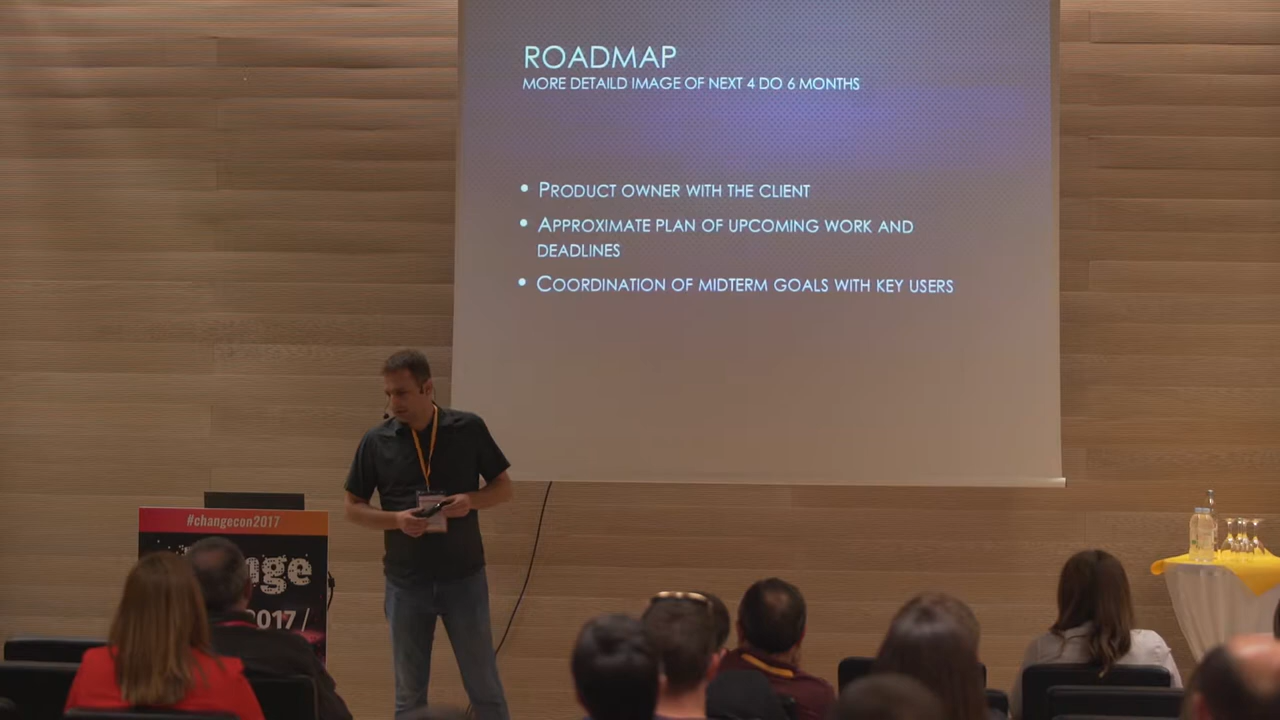 ROADMAP
MORE DETAILD IMAGE OF NEXT 4 DO 6 MONTHS
• PRODUCT OWNER WITH THE CLIENT
• APPROXIMATE PLAN OF UPCOMING WORK AND
DEADLINES
• COORDINATION OF MIDTERM GOALS WITH KEY USERS
#changecon2017
nge
2017 /